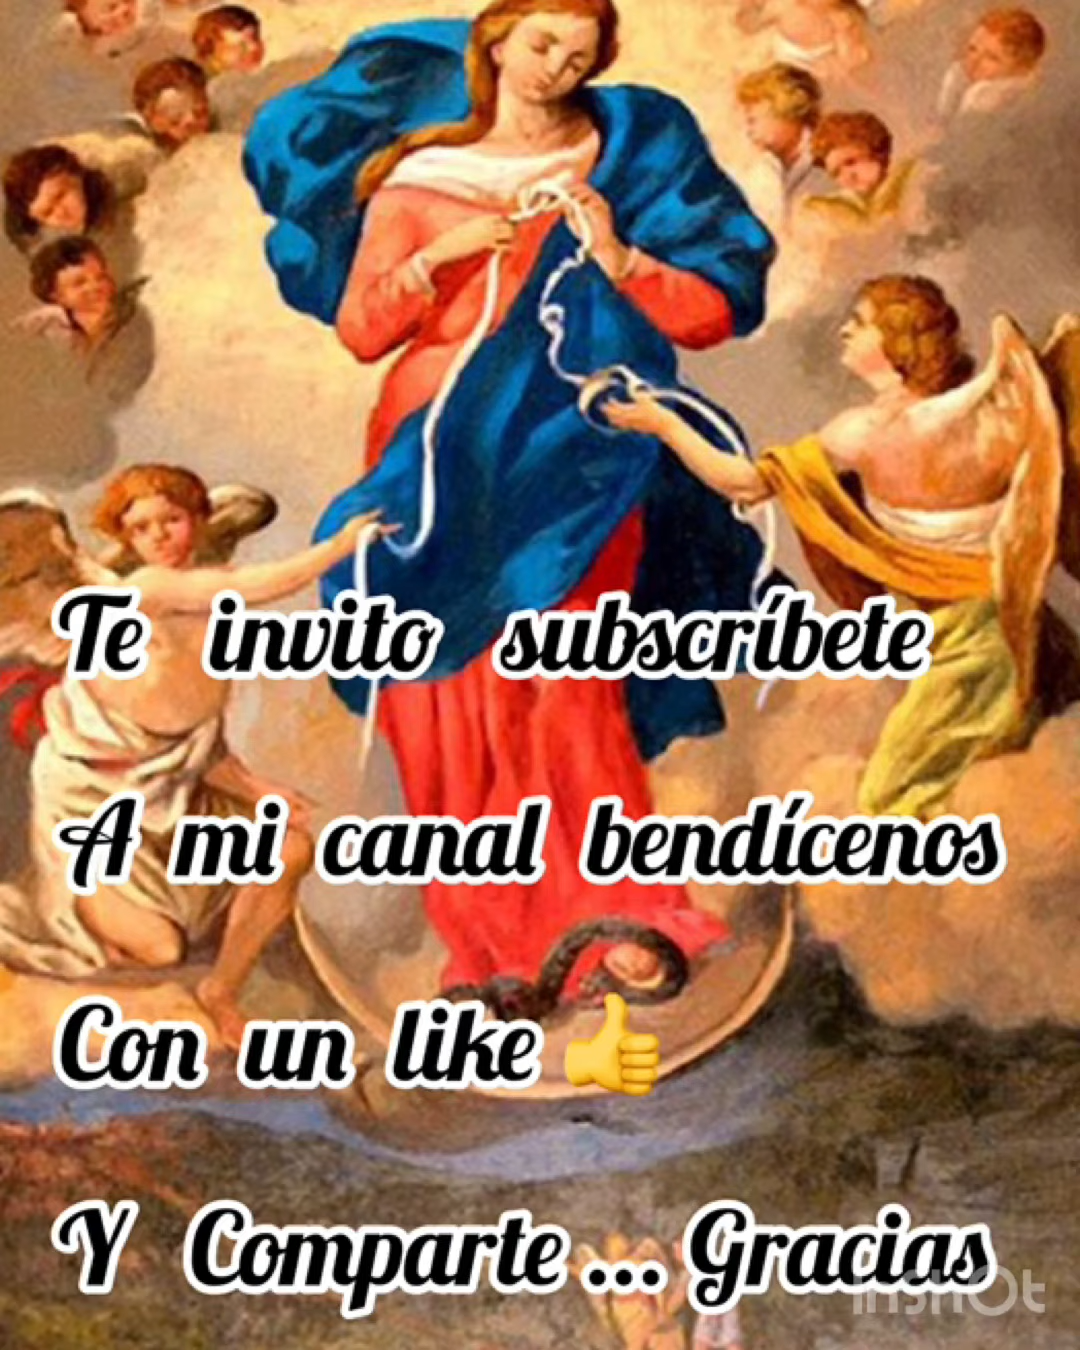 Te invito subscríbete
A mi canal bendícenos
Con un like 👍
Y Comparte... Gracias
InShOt